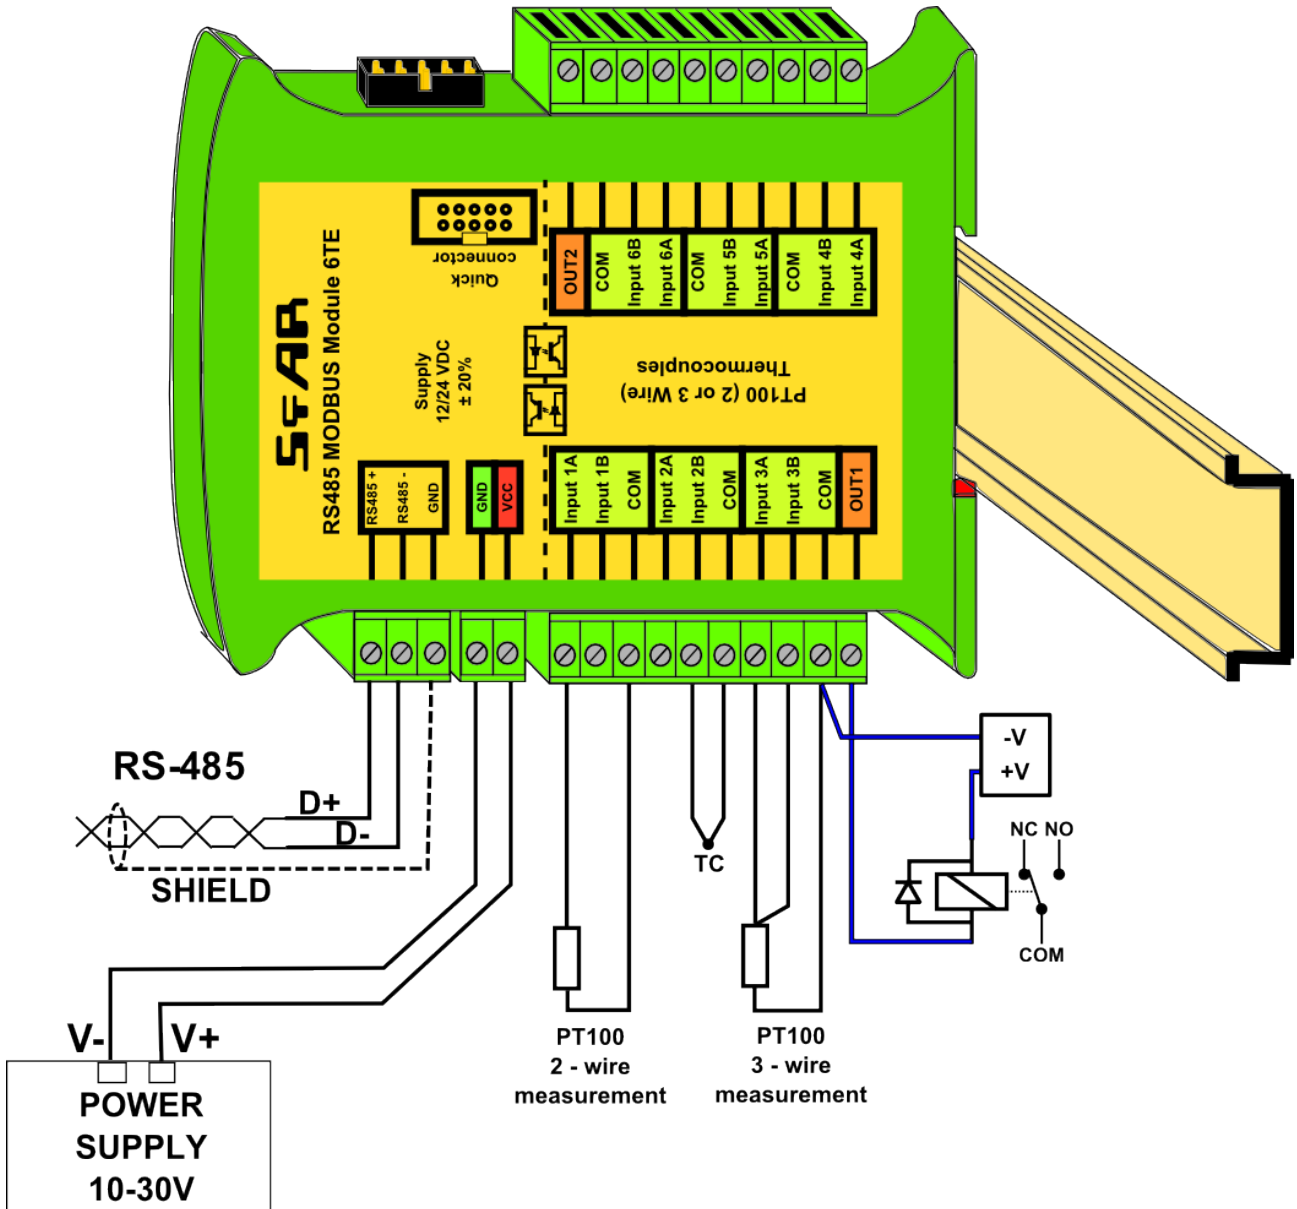 SFAR
RS485 MODBUS Module 6TE
Quick
connector
Supply
12/24 VDC
± 20%
OUT2
COM
Input 6B
Input 6A
COM
Input 5B
Input 5A
COM
Input 4B
Input 4A
PT100 (2 or 3 Wire)
Thermocouples
RS485 +
RS485 -
GND
GND
VCC
Input 1A
Input 1B
COM
Input 2A
Input 2B
COM
Input 3A
Input 3B
COM
OUT1
RS-485
D+
D-
SHIELD
TC
-V
+V
NC NO
COM
V- V+
POWER
SUPPLY
10-30V
PT100
2 - wire
measurement
PT100
3 - wire
measurement